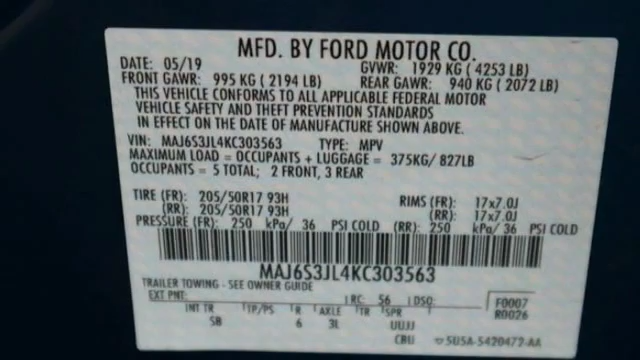 MFD. BY FORD MOTOR CO.
DATE: 05/19 GVWR: 1929 KG ( 4253 LB)
FRONT GAWR: 995 KG ( 2194 LB) REAR GAWR: 940 KG ( 2072 LB)
THIS VEHICLE CONFORMS TO ALL APPLICABLE FEDERAL MOTOR
VEHICLE SAFETY AND THEFT PREVENTION STANDARDS
IN EFFECT ON THE DATE OF MANUFACTURE SHOWN ABOVE.
VIN: MAJ6S3JL4KC303563 TYPE: MPV
MAXIMUM LOAD = OCCUPANTS + LUGGAGE = 375KG/ 827LB
OCCUPANTS = 5 TOTAL; 2 FRONT, 3 REAR
TIRE (FR): 205/50R17 93H RIMS (FR): 17x7.0J
(RR): 205/50R17 93H (RR): 17x7.0J
PRESSURE (FR): 250 kPa/ 36 PSI COLD (RR): 250 kPa/ 36 PSI COLD
MAJ6S3JL4KC303563
TRAILER TOWING - SEE OWNER GUIDE
EXT PNT: RC: 56 DSO: F0007
R0026
INT TR TP/PS R AXLE TR SPR
SB 6 3L UUJJ
CBU 5U5A-5420472-AA